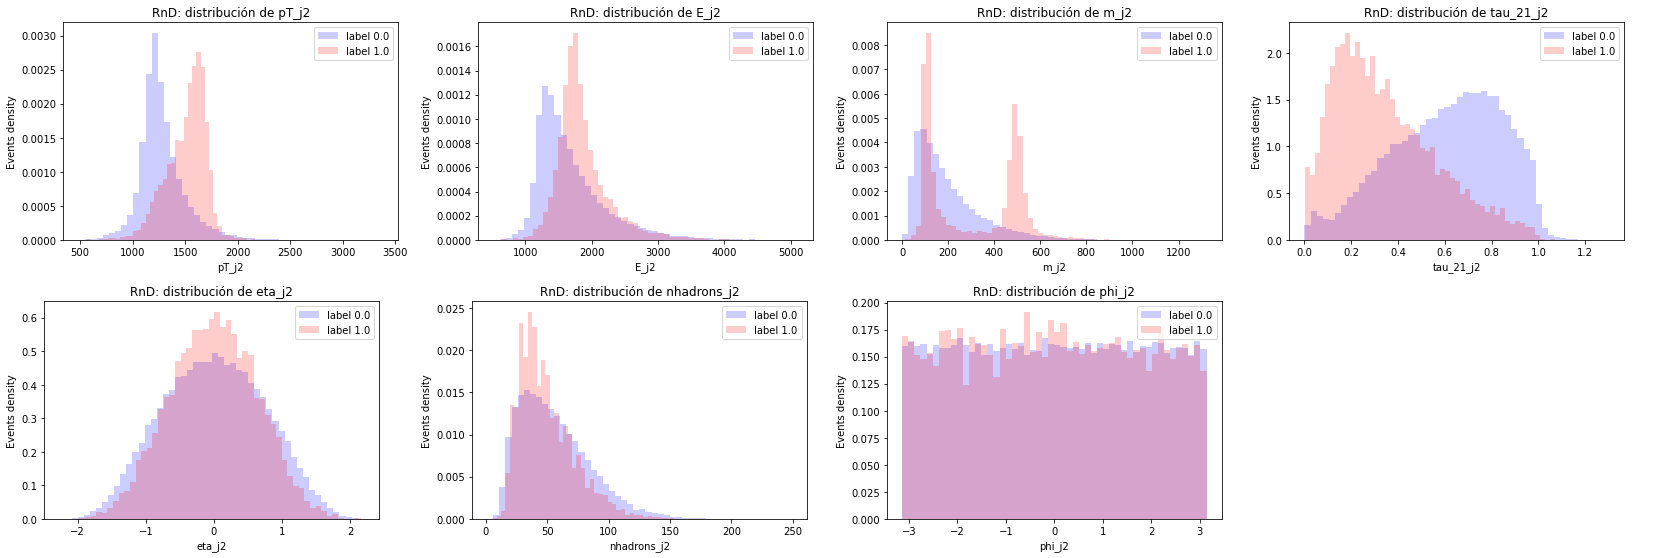 RnD: distribución de pT_j2
label 0.0
label 1.0
Events density
0.0030
0.0025
0.0020
0.0015
0.0010
0.0005
0.0000
500 1000 1500 2000 2500 3000 3500
pT_j2
RnD: distribución de E_j2
label 0.0
label 1.0
Events density
0.0016
0.0014
0.0012
0.0010
0.0008
0.0006
0.0004
0.0002
0.0000
1000 2000 3000 4000 5000
E_j2
RnD: distribución de m_j2
label 0.0
label 1.0
Events density
0.008
0.007
0.006
0.005
0.004
0.003
0.002
0.001
0.000
0 200 400 600 800 1000 1200
m_j2
RnD: distribución de tau_21_j2
label 0.0
label 1.0
Events density
2.0
1.5
1.0
0.5
0.0
0.0 0.2 0.4 0.6 0.8 1.0 1.2
tau_21_j2
RnD: distribución de eta_j2
label 0.0
label 1.0
Events density
0.6
0.5
0.4
0.3
0.2
0.1
0.0
−2 −1 0 1 2
eta_j2
RnD: distribución de nhadrons_j2
label 0.0
label 1.0
Events density
0.025
0.020
0.015
0.010
0.005
0.000
0 50 100 150 200 250
nhadrons_j2
RnD: distribución de phi_j2
label 0.0
label 1.0
Events density
0.200
0.175
0.150
0.125
0.100
0.075
0.050
0.025
0.000
−3 −2 −1 0 1 2 3
phi_j2